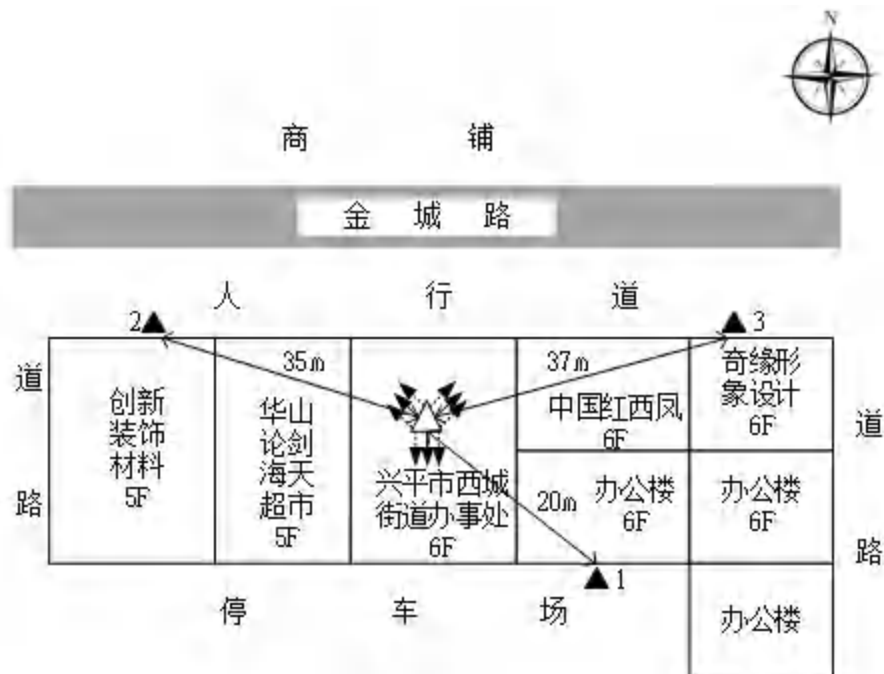 N
商 铺
金 城 路
人 行 道
2
3
35m
37m
道
路
创新
装饰
材料
5F
华山
论剑
海天
超市
5F
兴平市西城
街道办事处
6F
中国红西凤
6F
奇缘形
象设计
6F
20m
办公楼
6F
办公楼
6F
道
路
1
停 车 场
办公楼